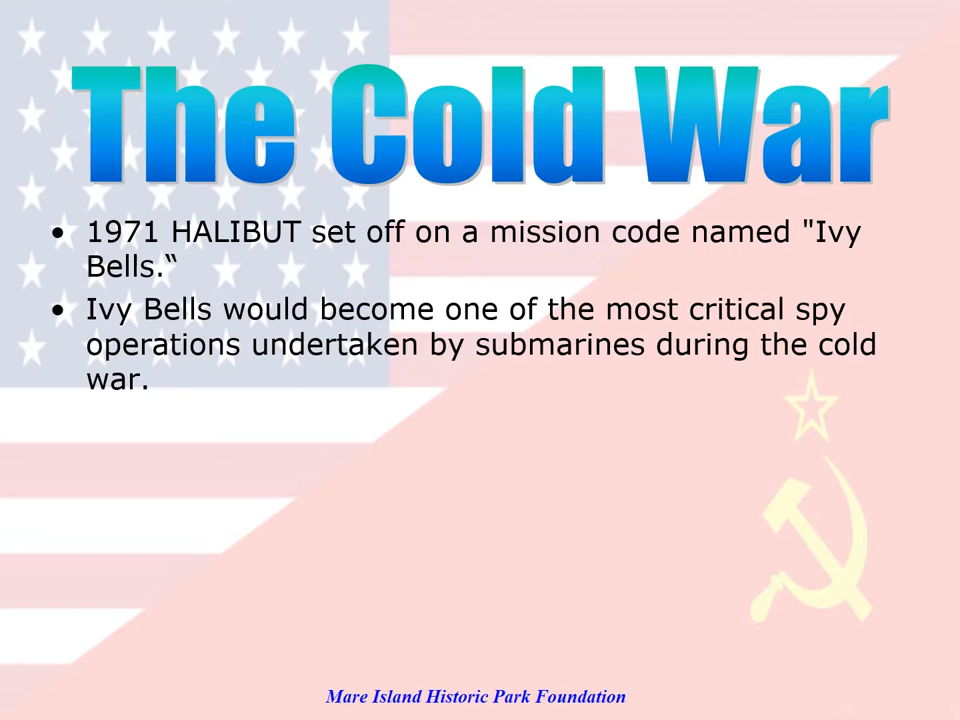 The Cold War
• 1971 HALIBUT set off on a mission code named "Ivy
Bells.“
• Ivy Bells would become one of the most critical spy
operations undertaken by submarines during the cold
war.
Mare Island Historic Park Foundation